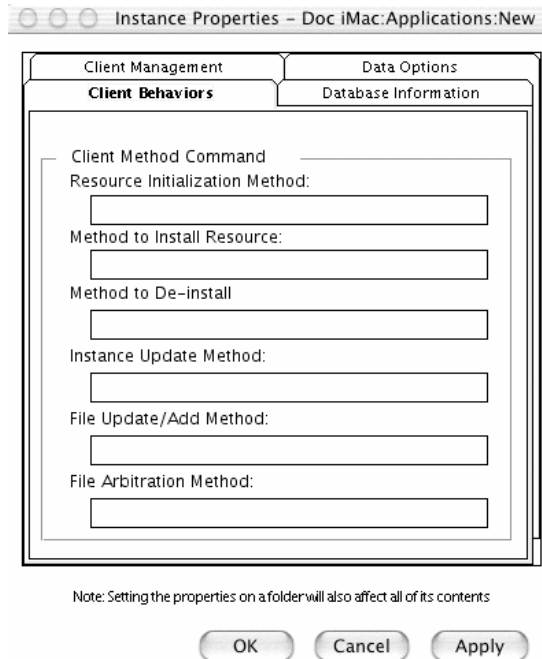 Instance Properties – Doc iMac:Applications:New
Client Management
Data Options
Client Behaviors
Database Information
Client Method Command
Resource Initialization Method:
Method to Install Resource:
Method to De-install
Instance Update Method:
File Update/Add Method:
File Arbitration Method:
Note: Setting the properties on a folder will also affect all of its contents
OK
Cancel
Apply